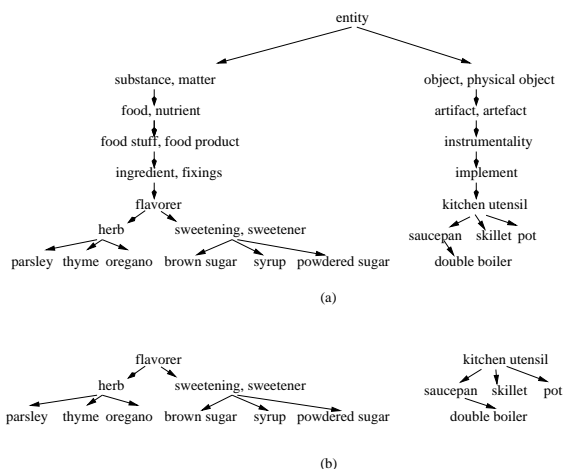 entity
substance, matter object, physical object
food, nutrient artifact, artefact
food stuff, food product instrumentality
ingredient, fixings implement
flavorer kitchen utensil
herb sweetening, sweetener saucepan skillet pot
parsley thyme oregano brown sugar syrup powdered sugar double boiler
(a)
flavorer kitchen utensil
herb sweetening, sweetener saucepan skillet pot
parsley thyme oregano brown sugar syrup powdered sugar double boiler
(b)